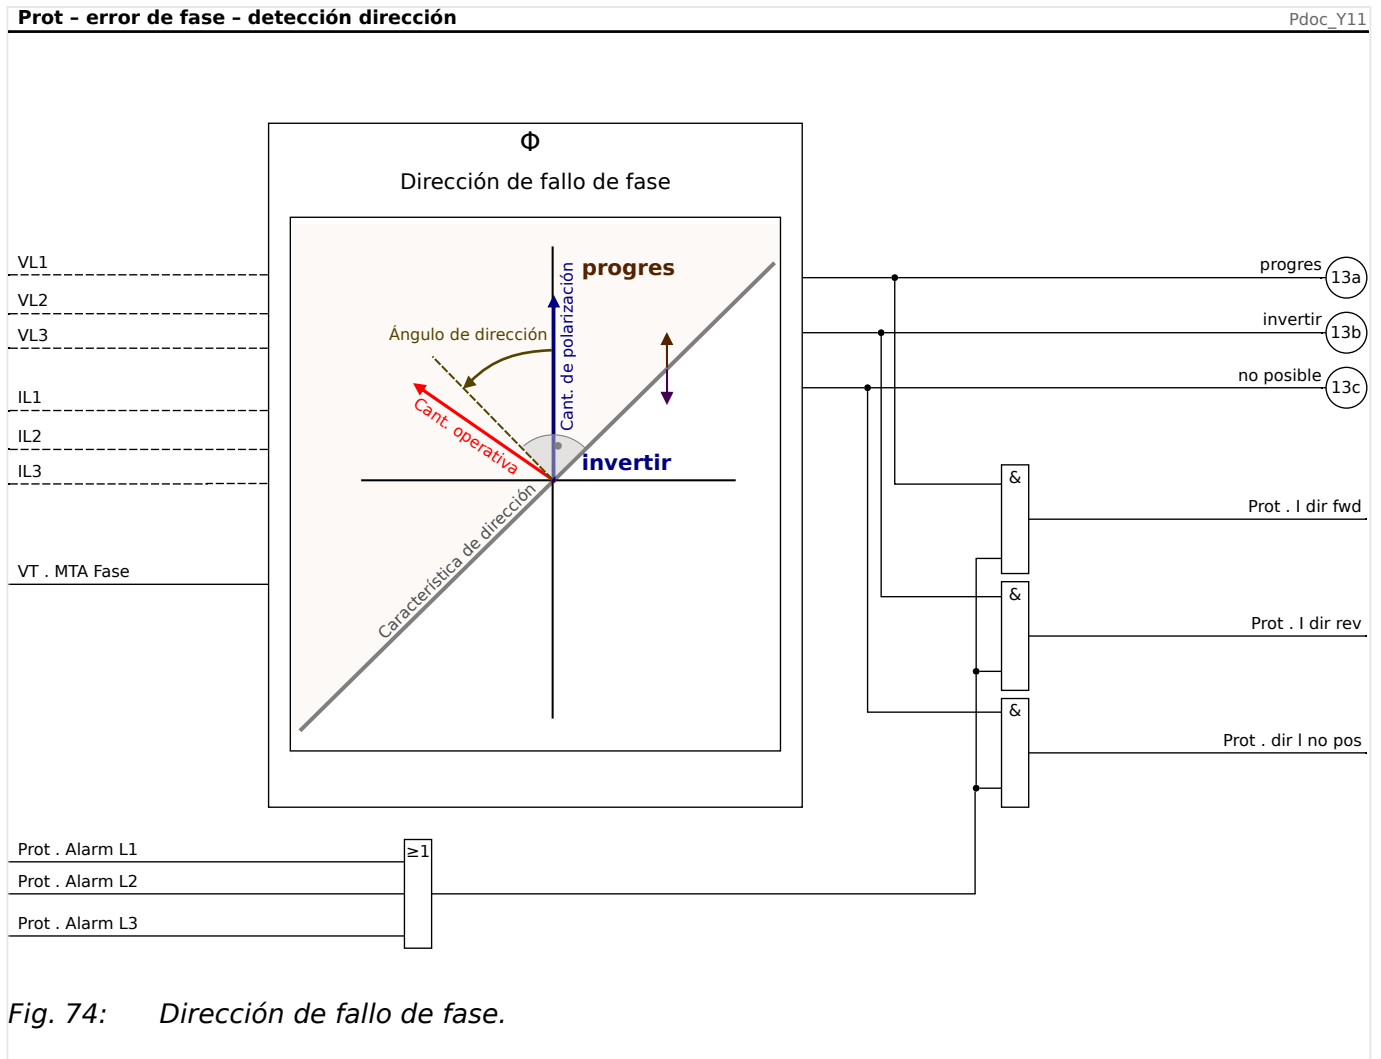 Prot – error de fase – detección dirección
Pdoc_Y11
Φ
Dirección de fallo de fase
VL1
VL2
VL3
IL1
IL2
IL3
VT . MTA Fase
progres
Cant. de polarización
Ángulo de dirección
Cant. operativa
invertir
Característica de dirección
progres
13a
invertir
13b
no posible
13c
&
Prot . I dir fwd
&
Prot . I dir rev
&
Prot . dir I no pos
Prot . Alarm L1
≥1
Prot . Alarm L2
Prot . Alarm L3
Fig. 74: Dirección de fallo de fase.